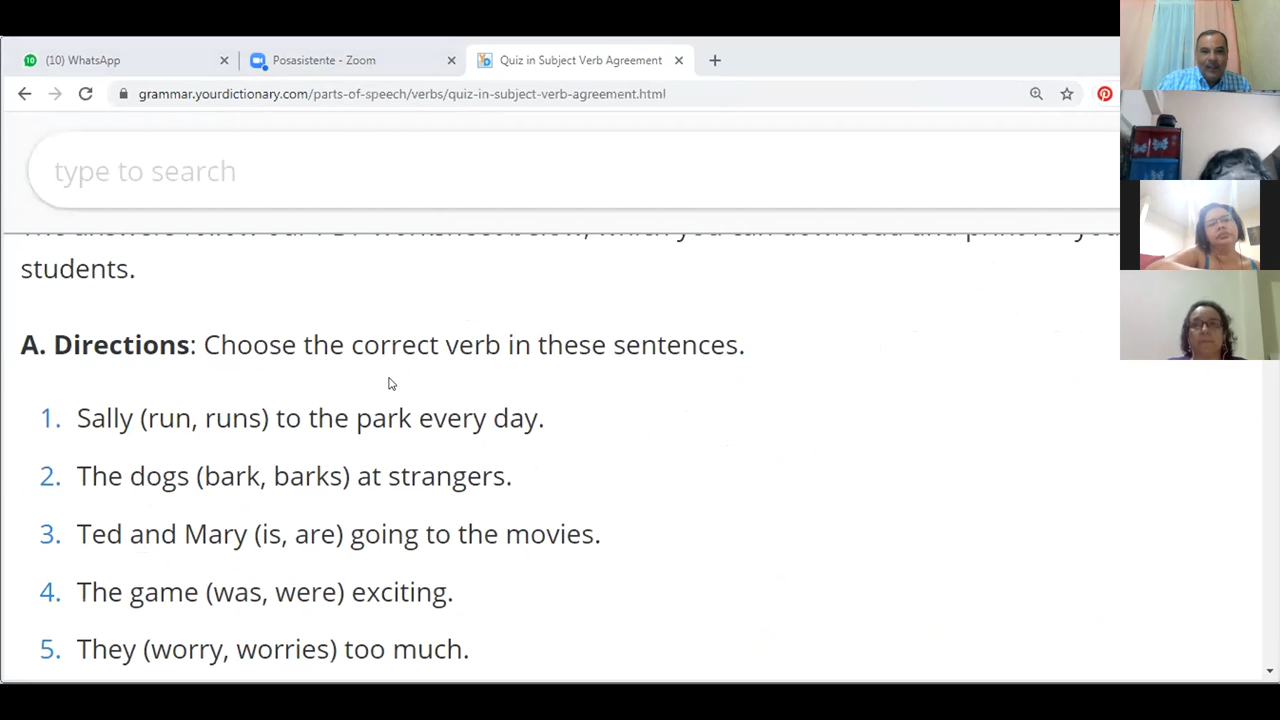 (10) WhatsApp
Posasistente - Zoom
Quiz in Subject Verb Agreement
grammar.yourdictionary.com/parts-of-speech/verbs/quiz-in-subject-verb-agreement.html
type to search
students.
A. Directions: Choose the correct verb in these sentences.
1. Sally (run, runs) to the park every day.
2. The dogs (bark, barks) at strangers.
3. Ted and Mary (is, are) going to the movies.
4. The game (was, were) exciting.
5. They (worry, worries) too much.